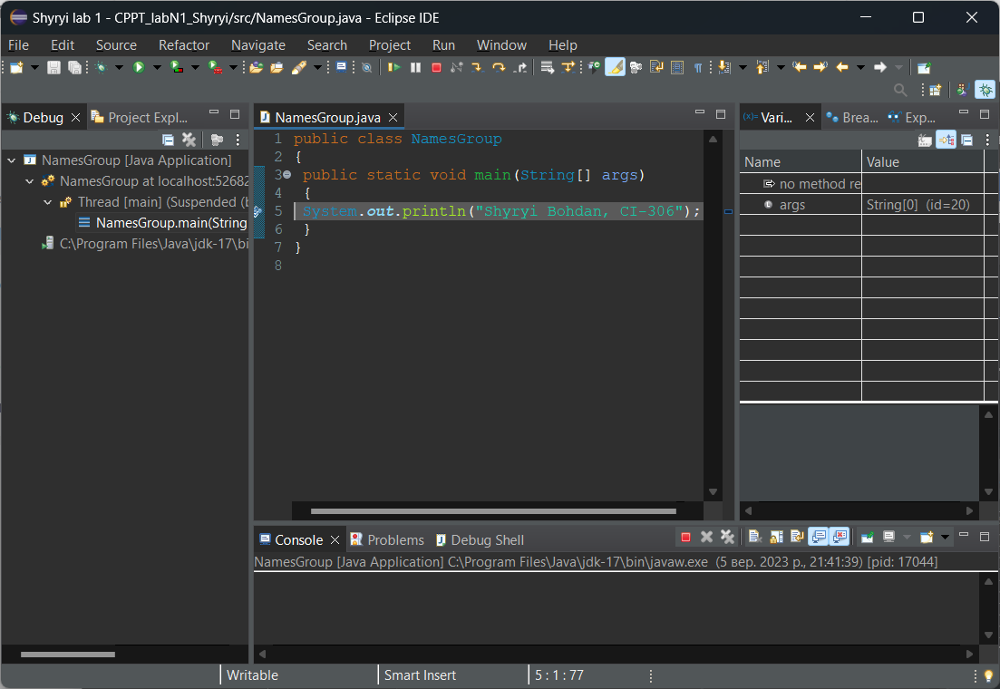 Shyryi lab 1 - CPPT_labN1_Shyryi/src/NamesGroup.java - Eclipse IDE
File Edit Source Refactor Navigate Search Project Run Window Help
Debug Project Expl...
NamesGroup [Java Application]
NamesGroup at localhost:52682
Thread [main] (Suspended (b
NamesGroup.main(String
C:\Program Files\Java\jdk-17\bi
NamesGroup.java
1 public class NamesGroup
2 {
3 public static void main(String[] args)
4 {
5 System.out.println("Shyryi Bohdan, CI-306");
6 }
7 }
8
(x)= Vari... Brea... Exp...
Name Value
no method re
args String[0] (id=20)
Console Problems Debug Shell
NamesGroup [Java Application] C:\Program Files\Java\jdk-17\bin\javaw.exe (5 вер. 2023 р., 21:41:39) [pid: 17044]
Writable Smart Insert 5 : 1 : 77